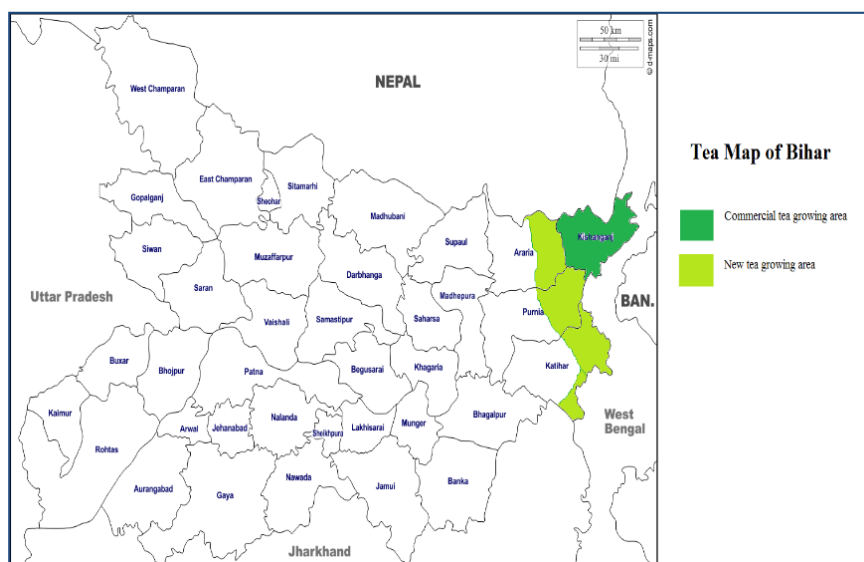 50 km
30 mi
© d-maps.com
NEPAL
West Champaran
East Champaran
Sitamarhi
Sheohar
Gopalganj
Madhubani
Siwan
Muzaffarpur
Supaul
Araria
Kishanganj
Saran
Darbhanga
Madhepura
Uttar Pradesh
BAN.
Vaishali
Samastipur
Saharsa
Purnia
Buxar
Bhojpur
Patna
Begusarai
Khagaria
Katihar
Kaimur
Rohtas
Arwal
Jehanabad
Nalanda
Sheikhpura
Lakhisarai
Munger
Bhagalpur
West
Bengal
Aurangabad
Gaya
Nawada
Jamui
Banka
Jharkhand
Tea Map of Bihar
Commercial tea growing area
New tea growing area